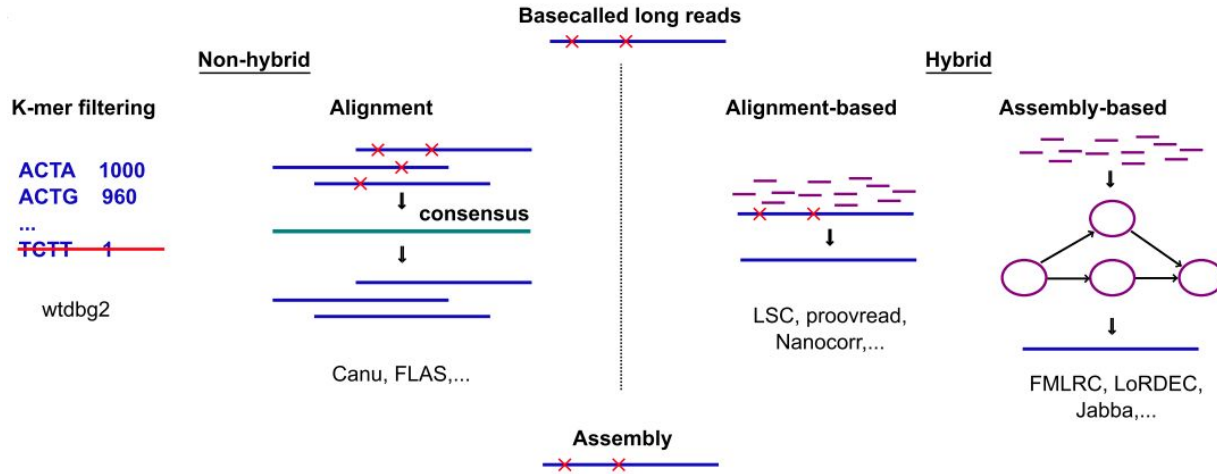 Basecalled long reads
Non-hybrid
Hybrid
K-mer filtering
Alignment
Alignment-based
Assembly-based
ACTA 1000
ACTG 960
...
TCTT 1
consensus
wtdbg2
Canu, FLAS,...
LSC, proovread,
Nanocorr,...
FMLRC, LoRDEC,
Jabba,...
Assembly